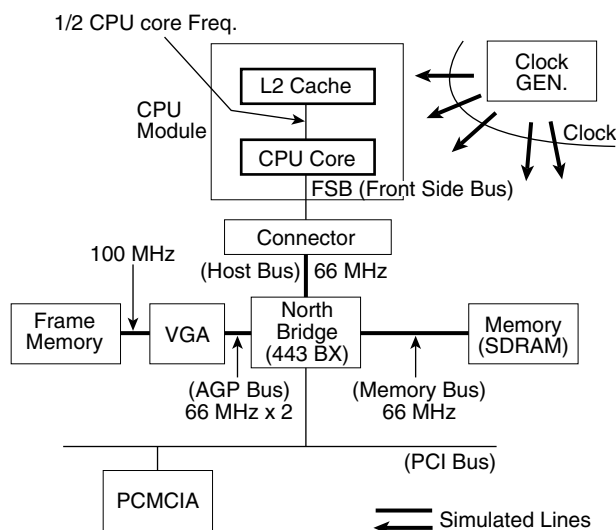 1/2 CPU core Freq.
L2 Cache
CPU
Module
CPU Core
FSB (Front Side Bus)
Clock
GEN.
Clock
Connector
100 MHz
(Host Bus)
66 MHz
Frame
Memory
VGA
North
Bridge
(443 BX)
Memory
(SDRAM)
(AGP Bus)
66 MHz x 2
(Memory Bus)
66 MHz
(PCI Bus)
PCMCIA
Simulated Lines